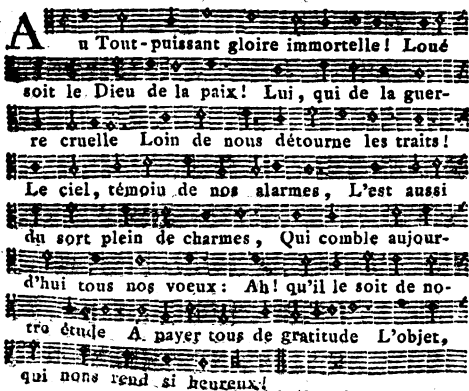 Au Tout-puissant gloire immortelle! Loué
soit le Dieu de la paix! Lui, qui de la guer-
re cruelle Loin de nous détourne les traits!
Le ciel, témoin de nos alarmes, L'est aussi
du sort plein de charmes, Qui comble aujour-
d'hui tous nos voeux: Ah! qu'il le soit de no-
tre étude A payer tous de gratitude L'objet,
qui nous rend si heureux!